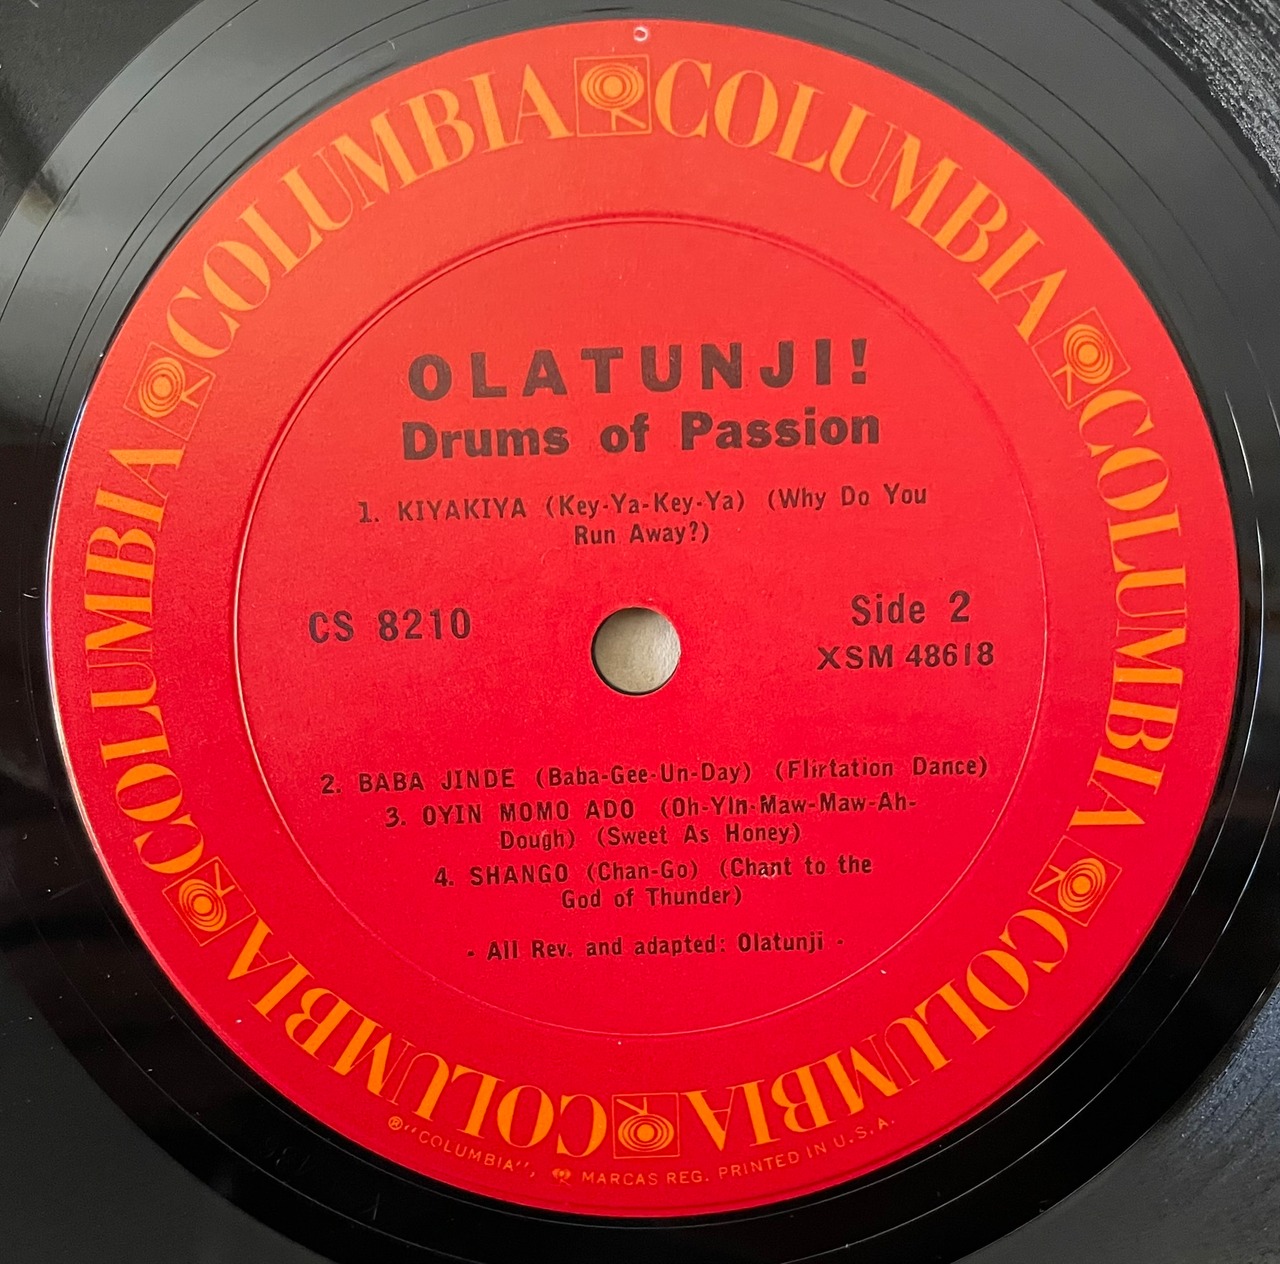 COLUMBIA COLUMBIA COLUMBIA COLUMBIA COLUMBIA COLUMBIA
OLATUNJI!
Drums of Passion
1. KIYAKIYA (Key-Ya-Key-Ya) (Why Do You
Run Away?)
CS 8210
Side 2
XSM 48618
2. BABA JINDE (Baba-Gee-Un-Day) (Flirtation Dance)
3. OYIN MOMO ADO (Oh-Yin-Maw-Maw-Ah-
Dough) (Sweet As Honey)
4. SHANGO (Chan-Go) (Chant to the
God of Thunder)
- All Rev. and adapted: Olatunji -
® "COLUMBIA", MARCAS REG. PRINTED IN U.S.A.